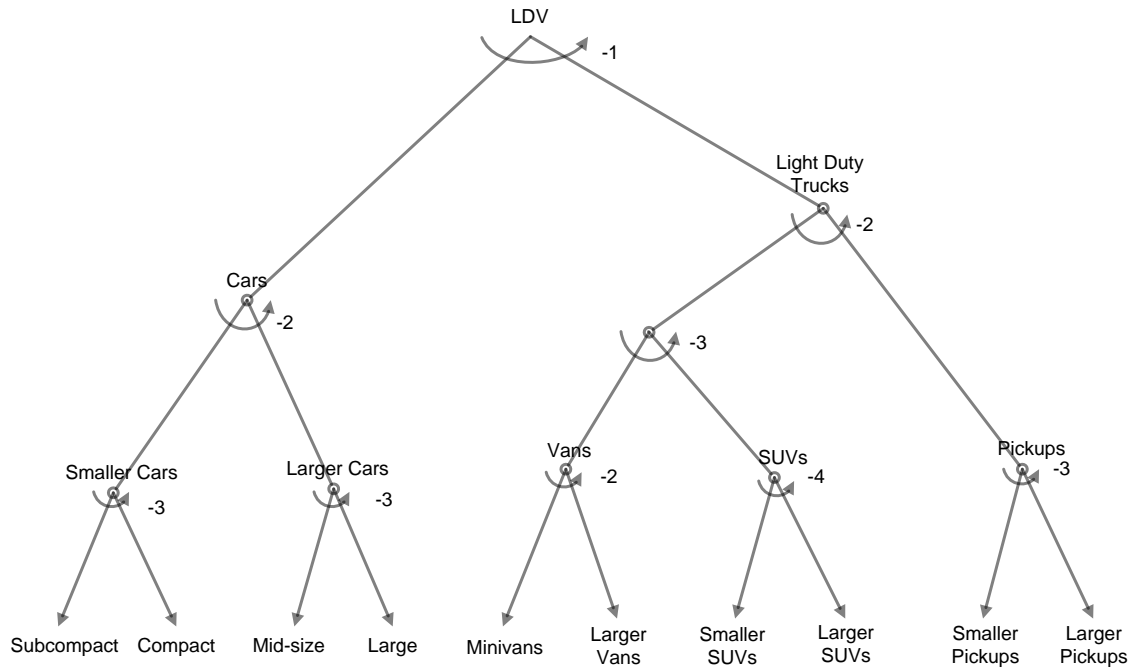 LDV
-1
Light Duty
Trucks
-2
Cars
-2
-3
Vans
-2
SUVs
-4
Pickups
-3
Smaller Cars
-3
Larger Cars
-3
Subcompact
Compact
Mid-size
Large
Minivans
Larger
Vans
Smaller
SUVs
Larger
SUVs
Smaller
Pickups
Larger
Pickups